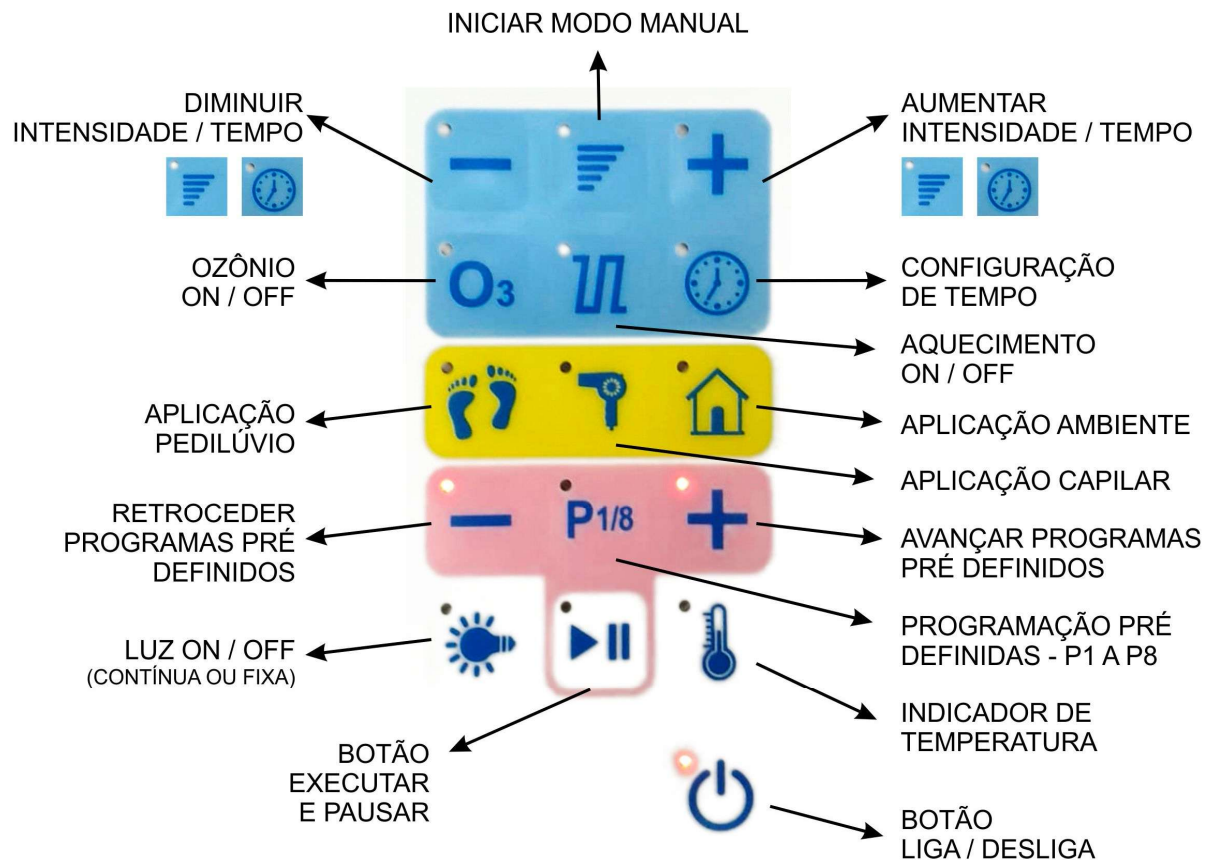 INICIAR MODO MANUAL
DIMINUIR
INTENSIDADE / TEMPO
AUMENTAR
INTENSIDADE / TEMPO
OZÔNIO
ON / OFF
O3
CONFIGURAÇÃO
DE TEMPO
AQUECIMENTO
ON / OFF
APLICAÇÃO
PEDILÚVIO
APLICAÇÃO AMBIENTE
APLICAÇÃO CAPILAR
RETROCEDER
PROGRAMAS PRÉ
DEFINIDOS
P1/8
AVANÇAR PROGRAMAS
PRÉ DEFINIDOS
LUZ ON / OFF
(CONTÍNUA OU FIXA)
PROGRAMAÇÃO PRÉ
DEFINIDAS - P1 A P8
INDICADOR DE
TEMPERATURA
BOTÃO
EXECUTAR
E PAUSAR
BOTÃO
LIGA / DESLIGA